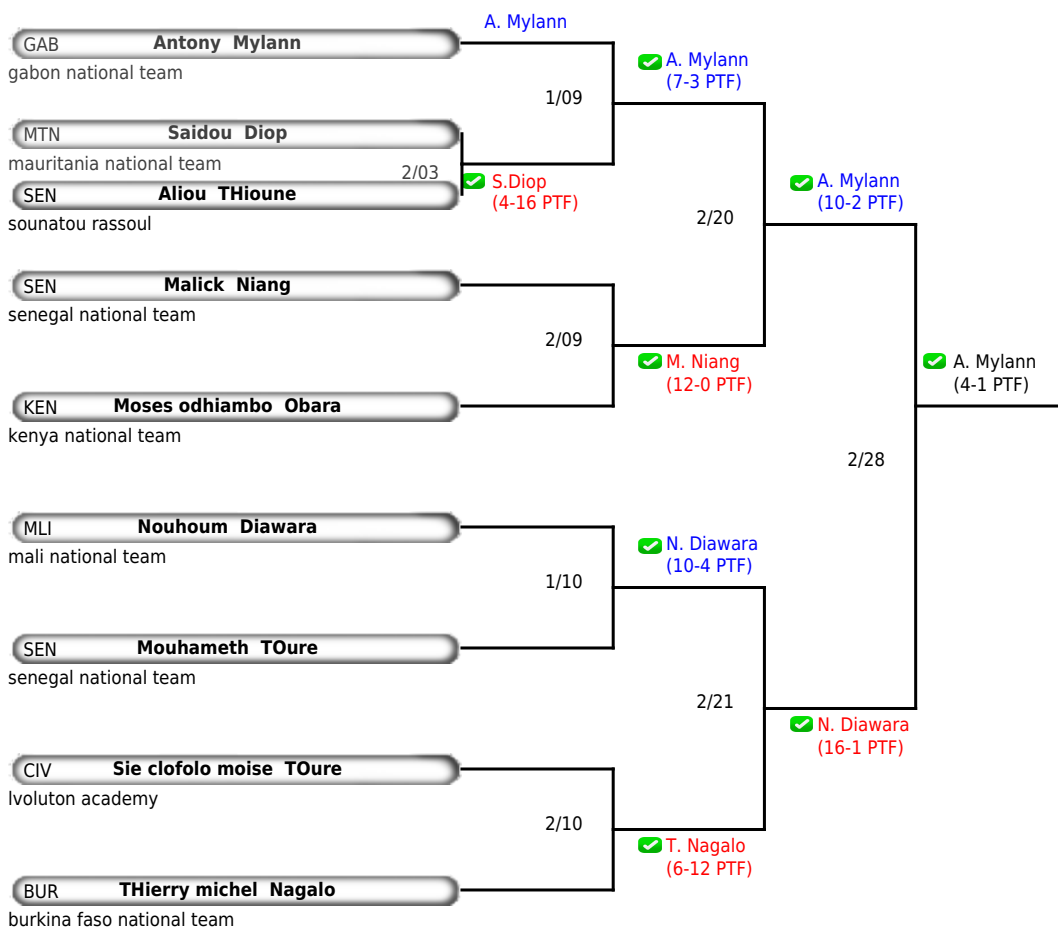 A. Mylann
GAB Antony Mylann
gabon national team
A. Mylann
(7-3 PTF)
1/09
MTN Saidou Diop
mauritania national team
2/03
SEN Aliou THioune
sounatou rassoul
S.Diop
(4-16 PTF)
A. Mylann
(10-2 PTF)
2/20
SEN Malick Niang
senegal national team
2/09
M. Niang
(12-0 PTF)
A. Mylann
(4-1 PTF)
KEN Moses odhiambo Obara
kenya national team
2/28
MLI Nouhoum Diawara
mali national team
N. Diawara
(10-4 PTF)
1/10
SEN Mouhameth TOure
senegal national team
2/21
N. Diawara
(16-1 PTF)
CIV Sie clofolo moise TOure
lvoluton academy
2/10
T. Nagalo
(6-12 PTF)
BUR THierry michel Nagalo
burkina faso national team